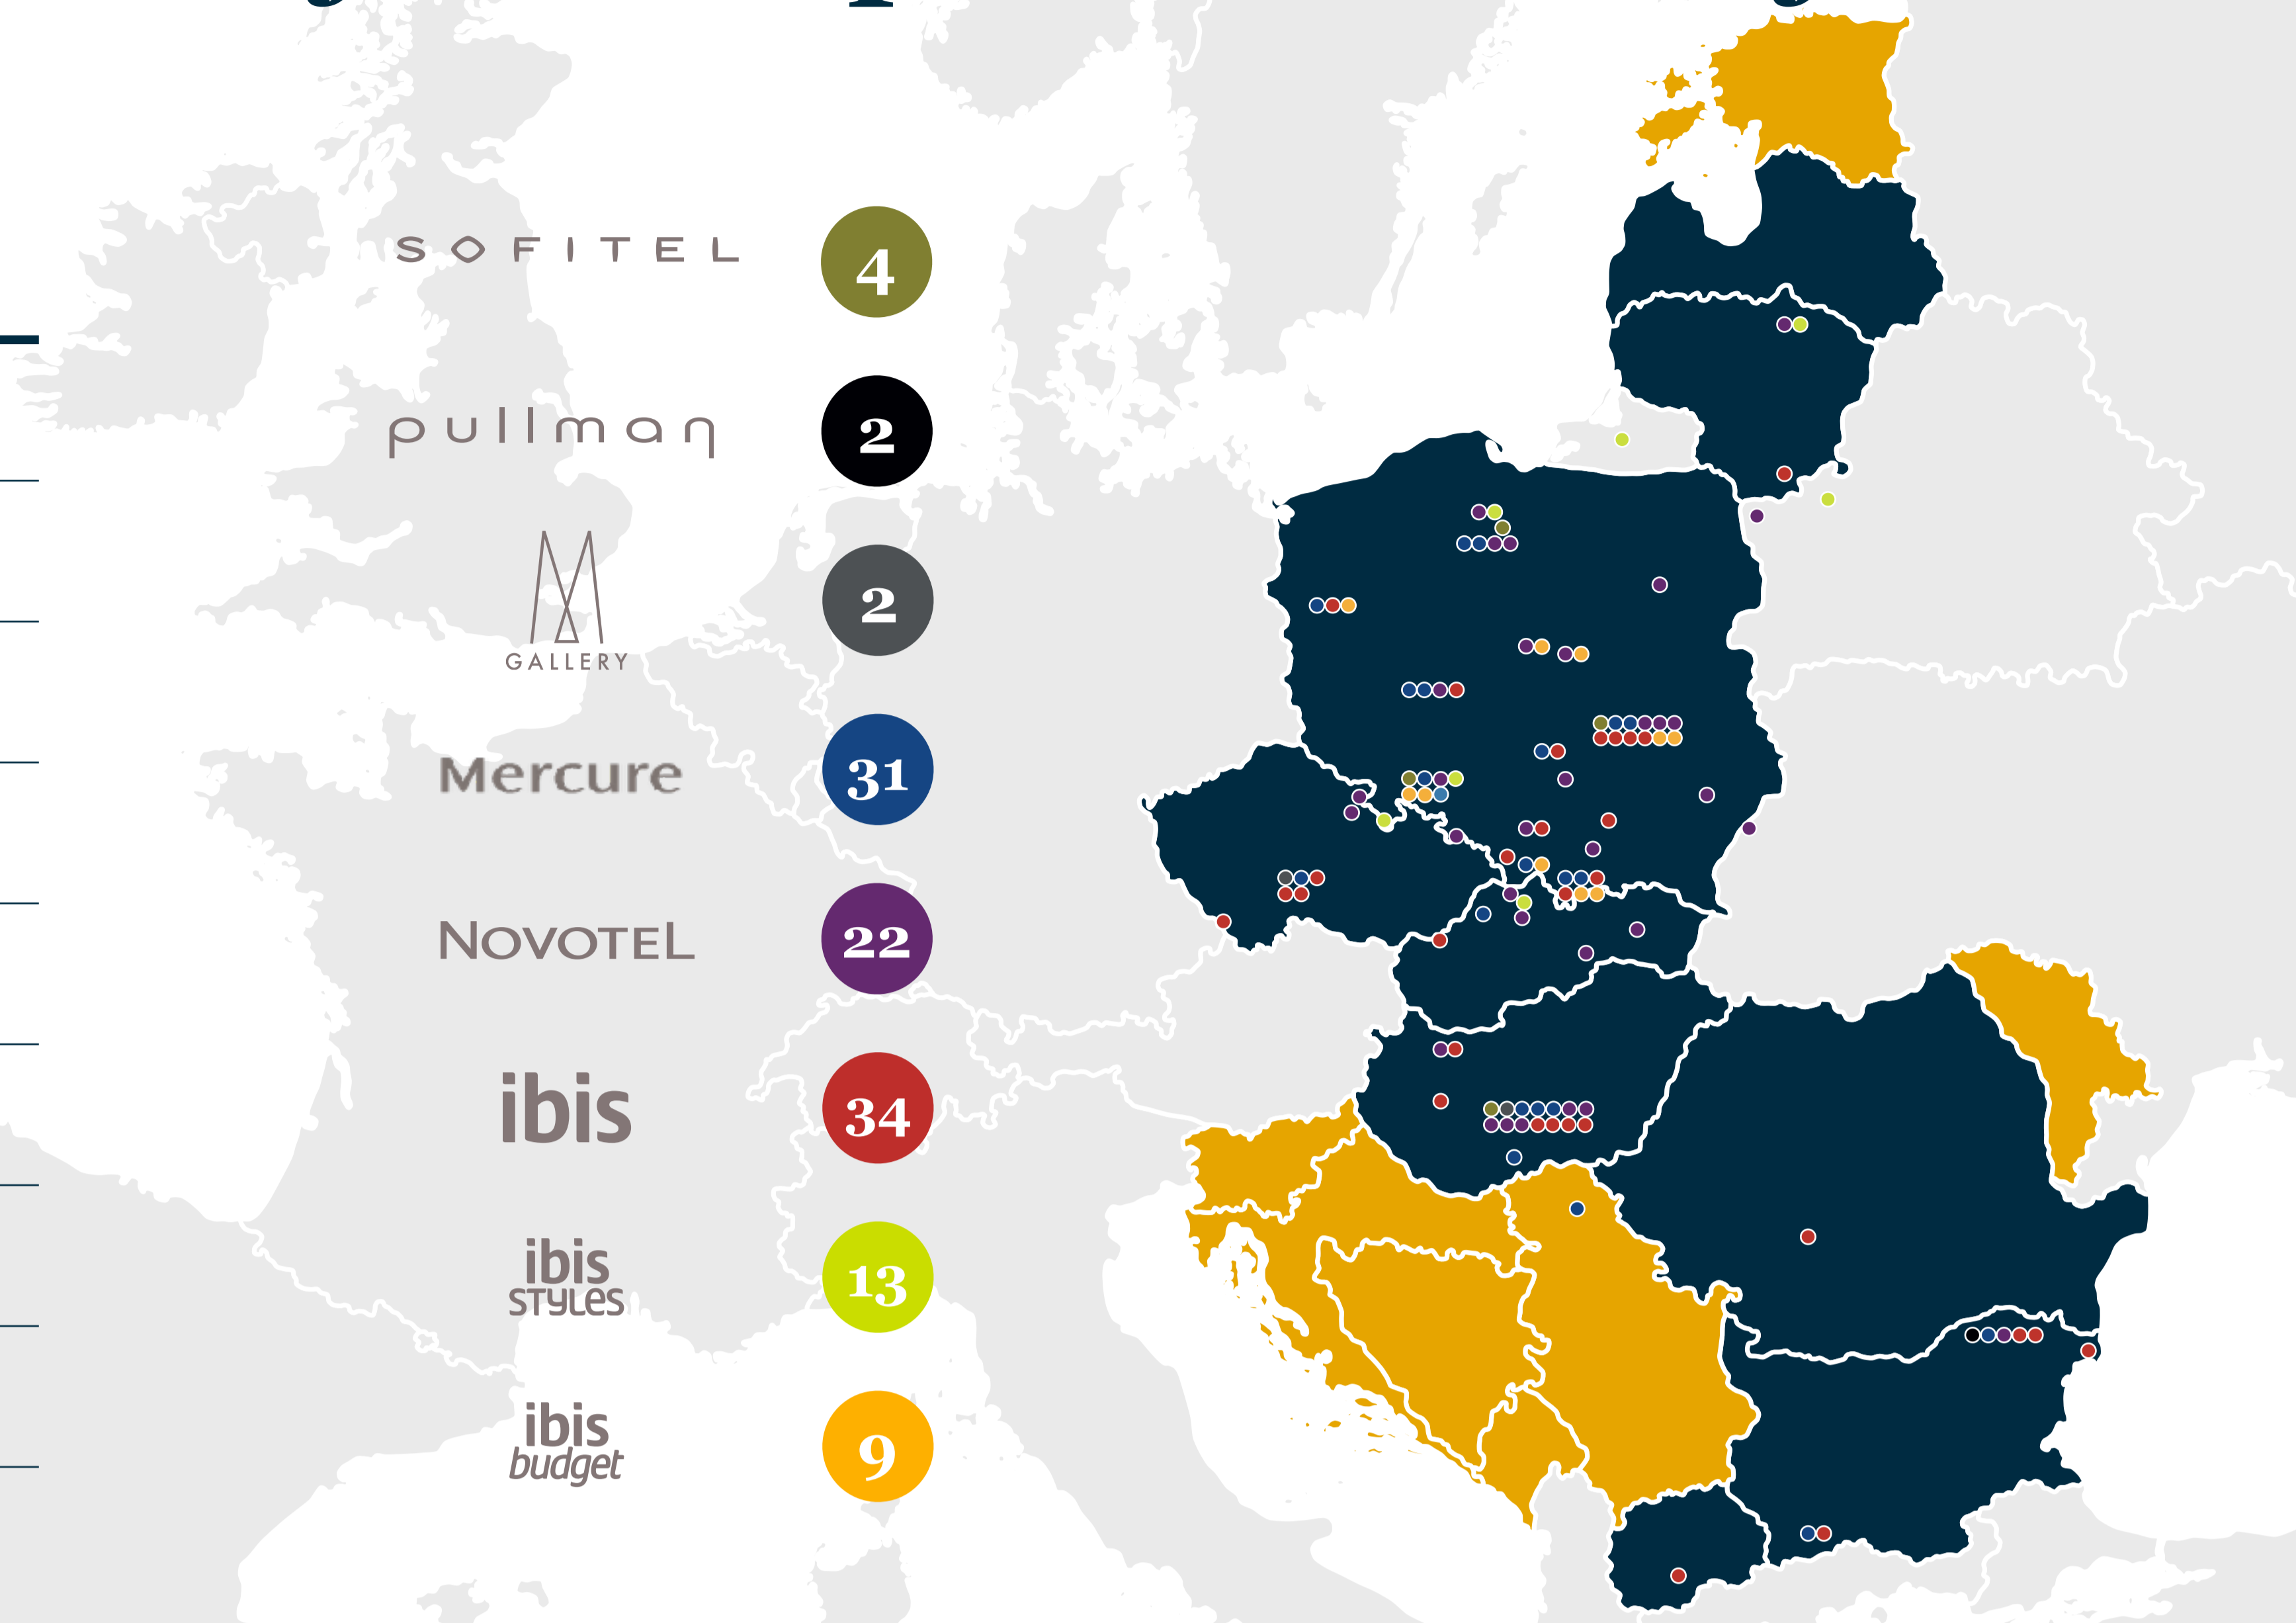 SOFITEL
4
pullman
2
GALLERY
2
Mercure
31
NOVOTEL
22
ibis
34
ibis
STYLES
13
ibis
budget
9